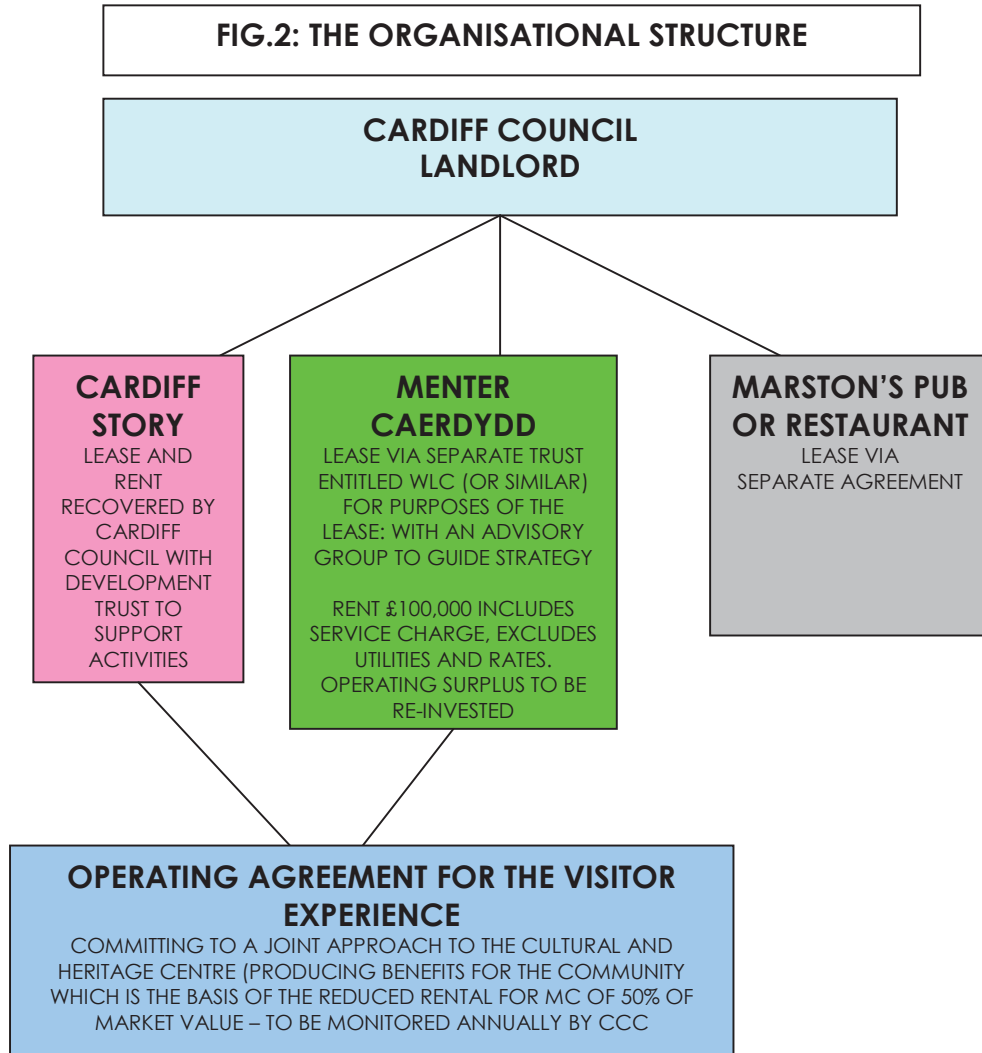 FIG.2: THE ORGANISATIONAL STRUCTURE
CARDIFF COUNCIL
LANDLORD
CARDIFF
STORY
LEASE AND
RENT
RECOVERED BY
CARDIFF
COUNCIL WITH
DEVELOPMENT
TRUST TO
SUPPORT
ACTIVITIES
MENTER
CAERDYDD
LEASE VIA SEPARATE TRUST
ENTITLED WLC (OR SIMILAR)
FOR PURPOSES OF THE
LEASE: WITH AN ADVISORY
GROUP TO GUIDE STRATEGY
RENT £100,000 INCLUDES
SERVICE CHARGE, EXCLUDES
UTILITIES AND RATES.
OPERATING SURPLUS TO BE
RE-INVESTED
MARSTON’S PUB
OR RESTAURANT
LEASE VIA
SEPARATE AGREEMENT
OPERATING AGREEMENT FOR THE VISITOR
EXPERIENCE
COMMITTING TO A JOINT APPROACH TO THE CULTURAL AND
HERITAGE CENTRE (PRODUCING BENEFITS FOR THE COMMUNITY
WHICH IS THE BASIS OF THE REDUCED RENTAL FOR MC OF 50% OF
MARKET VALUE – TO BE MONITORED ANNUALLY BY CCC